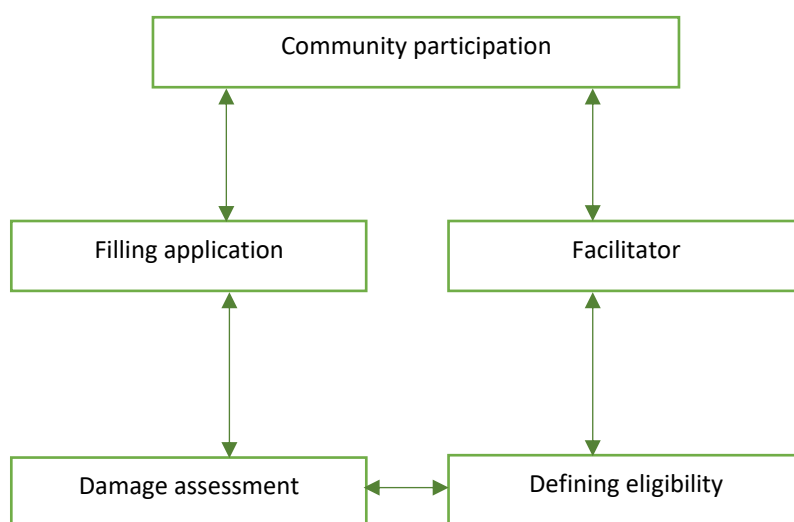 Community participation
Filling application
Facilitator
Damage assessment
Defining eligibility